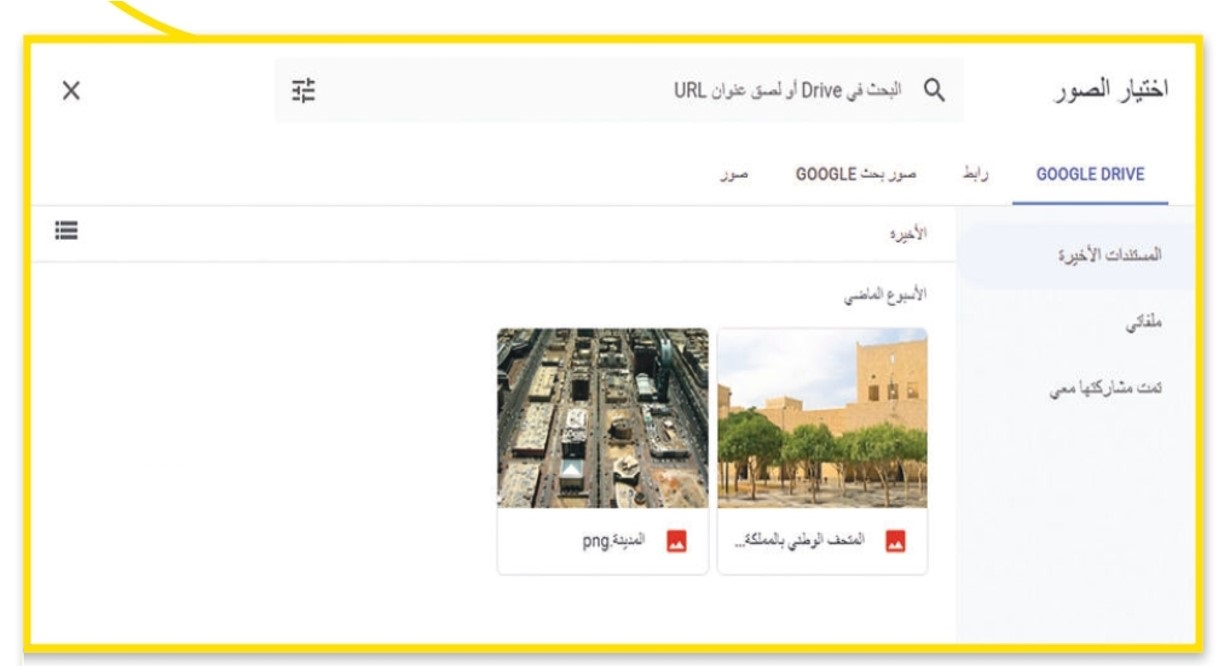 اختيار الصور
البحث في Drive أو لصق عنوان URL
GOOGLE DRIVE
رابط
صور بحث GOOGLE
صور
المستندات الأخيرة
ملفاتي
تمت مشاركتها معي
الأخيرة
الأسبوع الماضي
المتحف الوطني بالمملكة...
المدينة.png